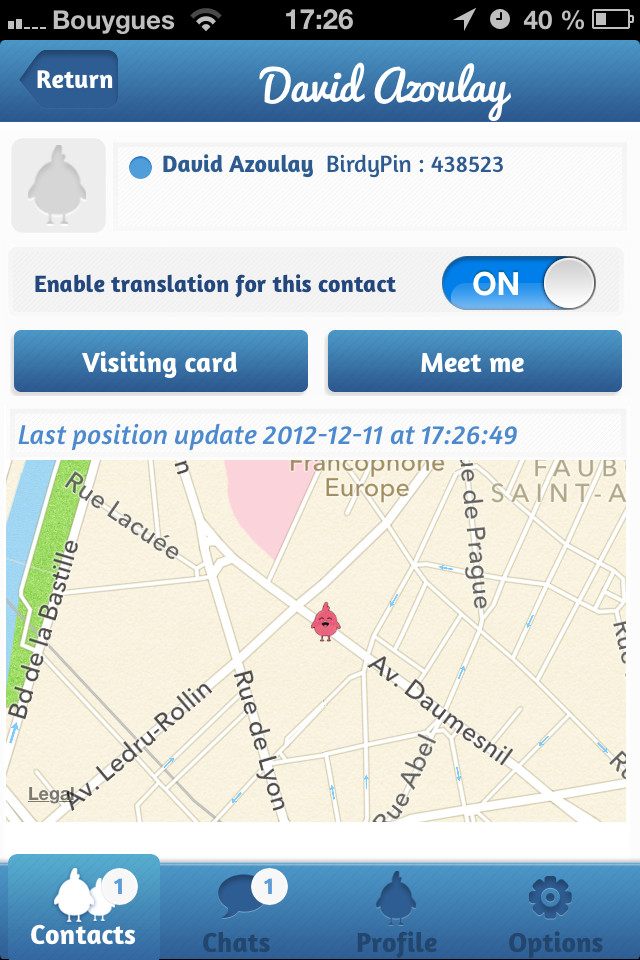 Bouygues 17:26 40 %
Return
David Azoulay
David Azoulay BirdyPin : 438523
Enable translation for this contact
ON
Visiting card
Meet me
Last position update 2012-12-11 at 17:26:49
Francophone
Europe
FAUB
SAINT-A
Rue Lacuée
ue de Prague
Bd de la Bastille
Av. Daumesnil
Av. Ledru-Rollin
Rue de Lyon
Rue Abel
Legal
1
1
Contacts
Chats
Profile
Options